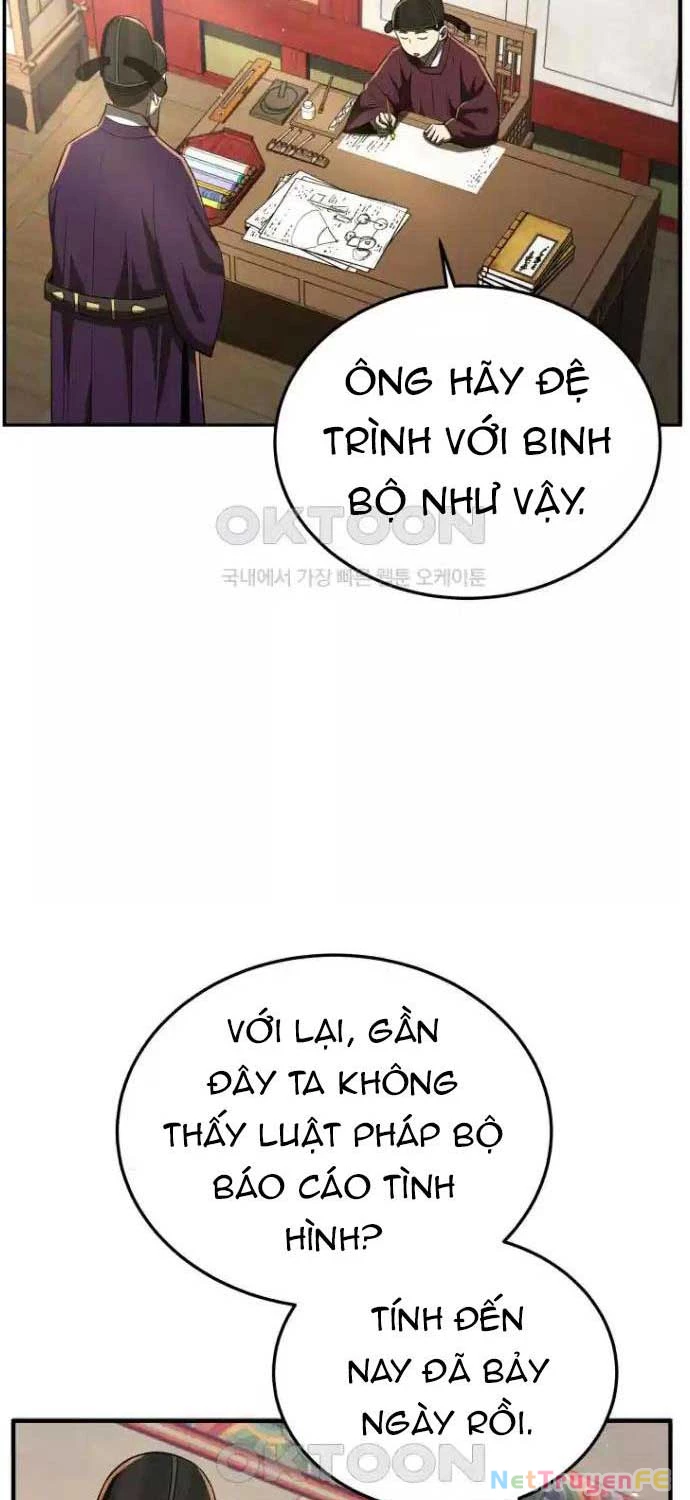 ÔNG HÃY ĐỆ
TRÌNH VỚI BINH
BỘ NHƯ VẬY.
OKTOON
국내에서 가장 빠른 웹툰 오케이툰
VỚI LẠI, GẦN
ĐÂY TA KHÔNG
THẤY LUẬT PHÁP BỘ
BÁO CÁO TÌNH
HÌNH?
TÍNH ĐẾN
NAY ĐÃ BẢY
NGÀY RỒI.
OKTOON
NETTRUYENFE